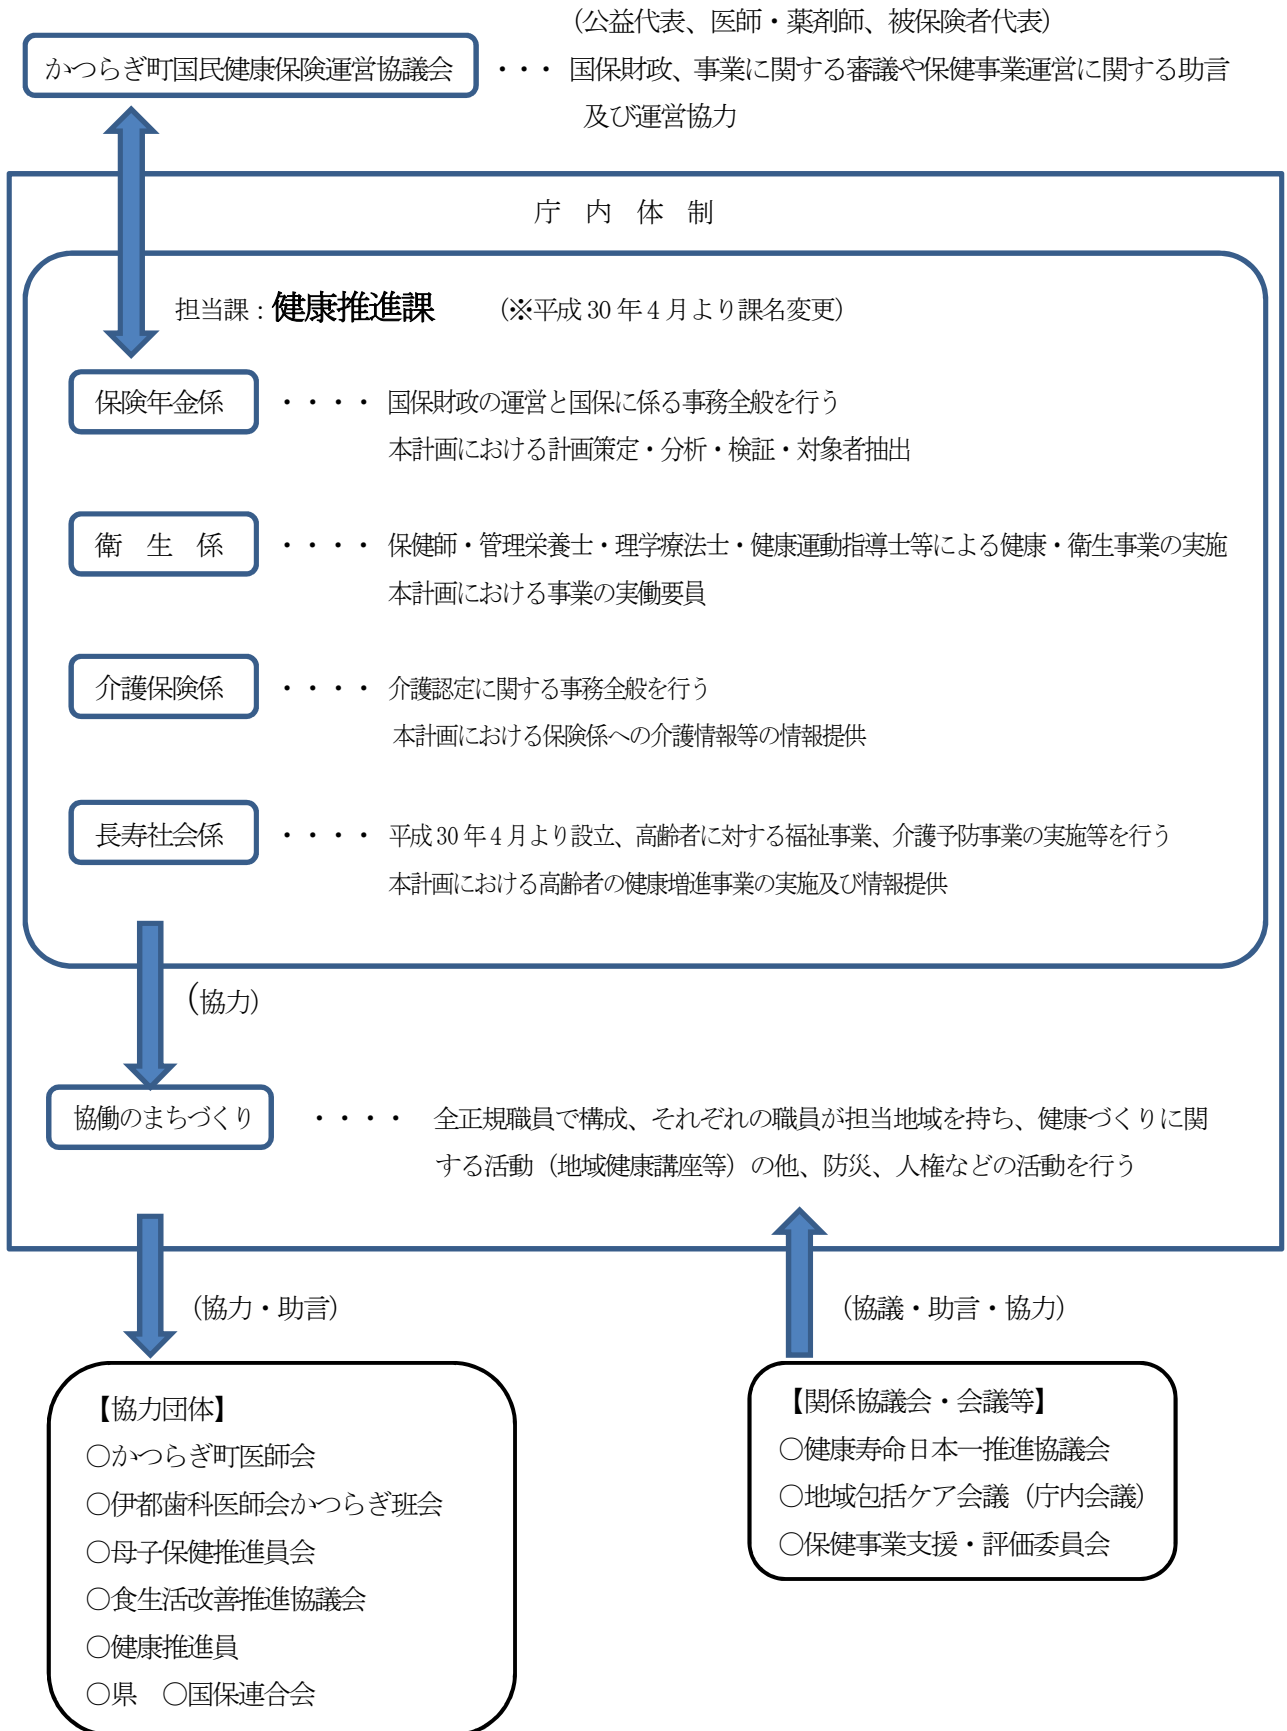 （公益代表、医師・薬剤師、被保険者代表）
かつらぎ町国民健康保険運営協議会 ・・・ 国保財政、事業に関する審議や保健事業運営に関する助言
及び運営協力
庁 内 体 制
担当課：健康推進課 （※平成 30 年 4 月より課名変更）
保険年金係 ・・・・ 国保財政の運営と国保に係る事務全般を行う
本計画における計画策定・分析・検証・対象者抽出
衛 生 係 ・・・・ 保健師・管理栄養士・理学療法士・健康運動指導士等による健康・衛生事業の実施
本計画における事業の実働要員
介護保険係 ・・・・ 介護認定に関する事務全般を行う
本計画における保険係への介護情報等の情報提供
長寿社会係 ・・・・ 平成 30 年 4 月より設立、高齢者に対する福祉事業、介護予防事業の実施等を行う
本計画における高齢者の健康増進事業の実施及び情報提供
（協力）
協働のまちづくり ・・・・ 全正規職員で構成、それぞれの職員が担当地域を持ち、健康づくりに関
する活動（地域健康講座等）の他、防災、人権などの活動を行う
（協力・助言）
（協議・助言・協力）
【協力団体】
○かつらぎ町医師会
○伊都歯科医師会かつらぎ班会
○母子保健推進員会
○食生活改善推進協議会
○健康推進員
○県 ○国保連合会
【関係協議会・会議等】
○健康寿命日本一推進協議会
○地域包括ケア会議（庁内会議）
○保健事業支援・評価委員会